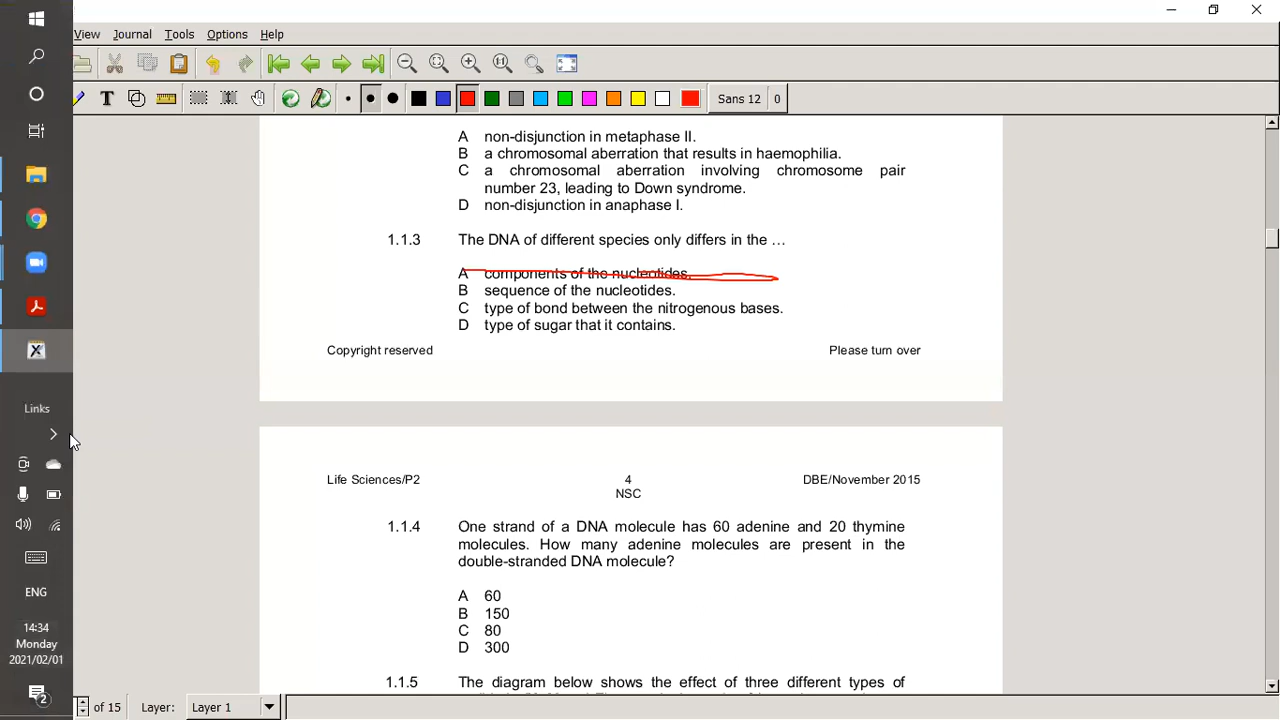 View Journal Tools Options Help
T
Sans 12 0
A non-disjunction in metaphase II.
B a chromosomal aberration that results in haemophilia.
C a chromosomal aberration involving chromosome pair
number 23, leading to Down syndrome.
D non-disjunction in anaphase I.
1.1.3 The DNA of different species only differs in the …
A components of the nucleotides.
B sequence of the nucleotides.
C type of bond between the nitrogenous bases.
D type of sugar that it contains.
Copyright reserved Please turn over
Links
Life Sciences/P2 4 DBE/November 2015
NSC
1.1.4 One strand of a DNA molecule has 60 adenine and 20 thymine
molecules. How many adenine molecules are present in the
double-stranded DNA molecule?
A 60
B 150
C 80
D 300
ENG
14:34
Monday
2021/02/01
2
1.1.5 The diagram below shows the effect of three different types of
of 15 Layer: Layer 1